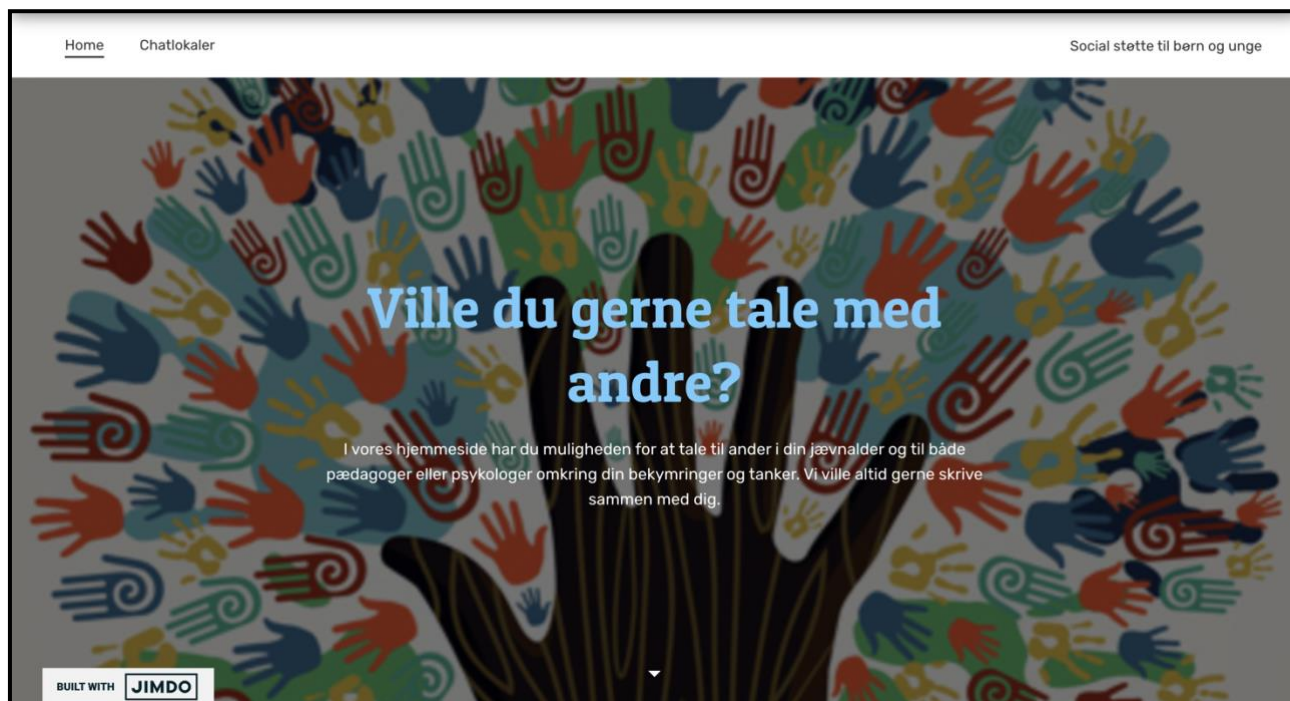 Home Chatlokaler Social støtte til børn og unge
Ville du gerne tale med
andre?
I vores hjemmeside har du muligheden for at tale til ander i din jævnalder og til både
pædagoger eller psykologer omkring din bekymringer og tanker. Vi ville altid gerne skrive
sammen med dig.
BUILT WITH JIMDO